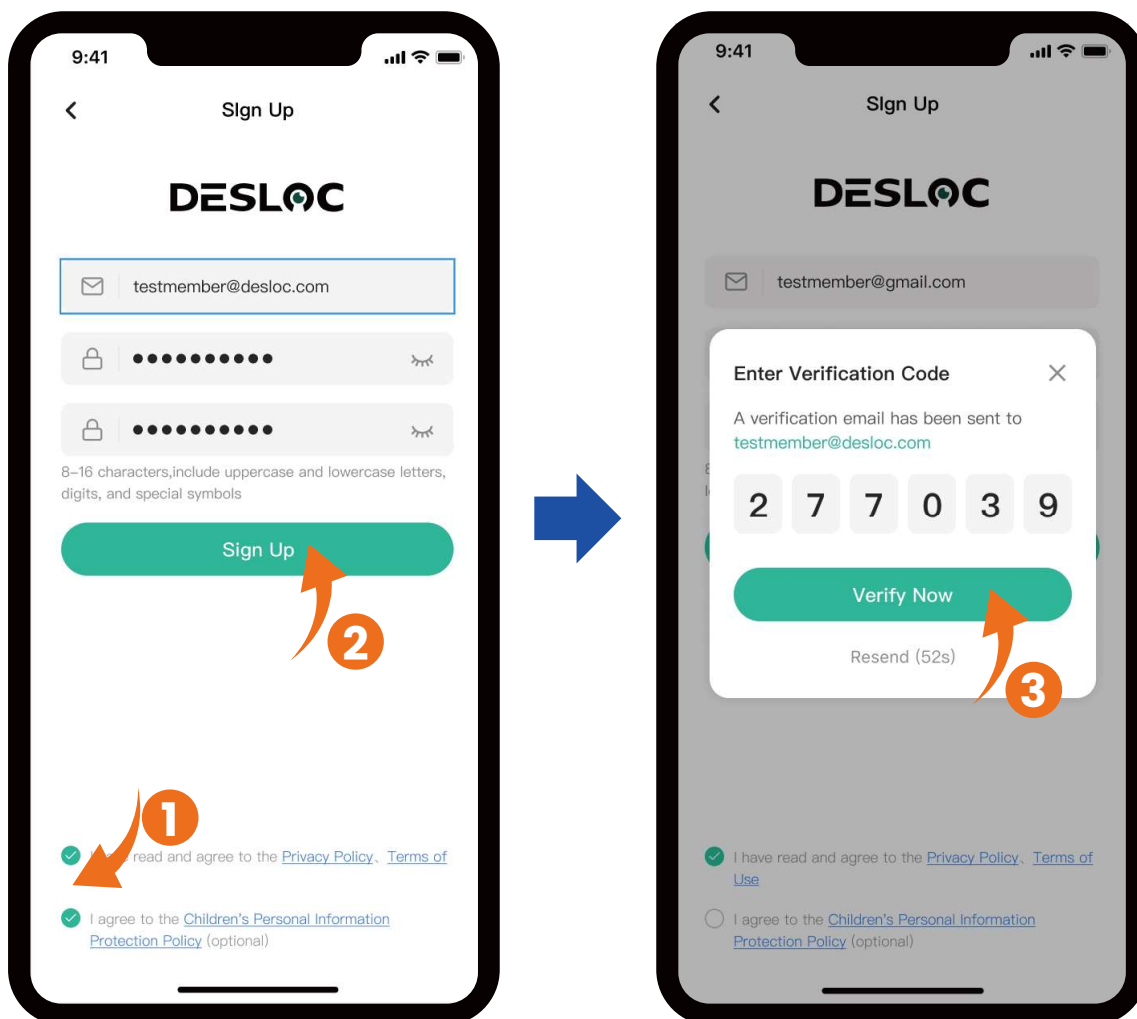 9:41
SIgn Up
DESLOC
testmember@desloc.com
8-16 characters,include uppercase and lowercase letters,
digits, and special symbols
Sign Up
2
1
read and agree to the Privacy Policy、Terms of
I agree to the Children's Personal Information
Protection Policy (optional)
9:41
SIgn Up
DESLOC
testmember@gmail.com
Enter Verification Code
A verification email has been sent to
testmember@desloc.com
2 7 7 0 3 9
Verify Now
Resend (52s)
3
I have read and agree to the Privacy Policy、Terms of
Use
I agree to the Children's Personal Information
Protection Policy (optional)